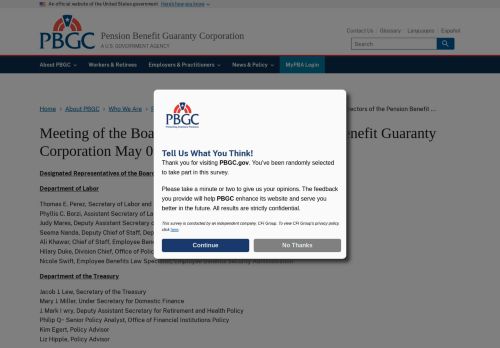 An official website of the United States government Here's how you know
PBGC
Pension Benefit Guaranty Corporation
A U.S. GOVERNMENT AGENCY
Contact Us Glossary Languages Español
Search
About PBGC Workers & Retirees Employers & Practitioners News & Policy MyPBA Login
Home › About PBGC › Who We Are › ectors of the Pension Benefit ...
Meeting of the Boa enefit Guaranty
Corporation May 0
Designated Representatives of the Boa
Department of Labor
Thomas E. Perez, Secretary of Labor and
Phyllis C. Borzi, Assistant Secretary of La
Judy Mares, Deputy Assistant Secretary o
Seema Nanda, Deputy Chief of Staff, Dep
Ali Khawar, Chief of Staff, Employee Bene
Hilary Duke, Division Chief, Office of Polic
Nicole Swift, Employee Benefits Law Specialist, Employee Benefits Security Administration
Department of the Treasury
Jacob J. Lew, Secretary of the Treasury
Mary J. Miller, Under Secretary for Domestic Finance
J. Mark I wry, Deputy Assistant Secretary for Retirement and Health Policy
Philip Q~ Senior Policy Analyst, Office of Financial Institutions Policy
Kim Egert, Policy Advisor
Liz Hipple, Policy Advisor
PBGC
Protecting America's Pensions
Tell Us What You Think!
Thank you for visiting PBGC.gov. You've been randomly selected
to take part in this survey.
Please take a minute or two to give us your opinions. The feedback
you provide will help PBGC enhance its website and serve you
better in the future. All results are strictly confidential.
This survey is conducted by an independent company, CFI Group. To view CFI Group's privacy policy
click here.
Continue No Thanks